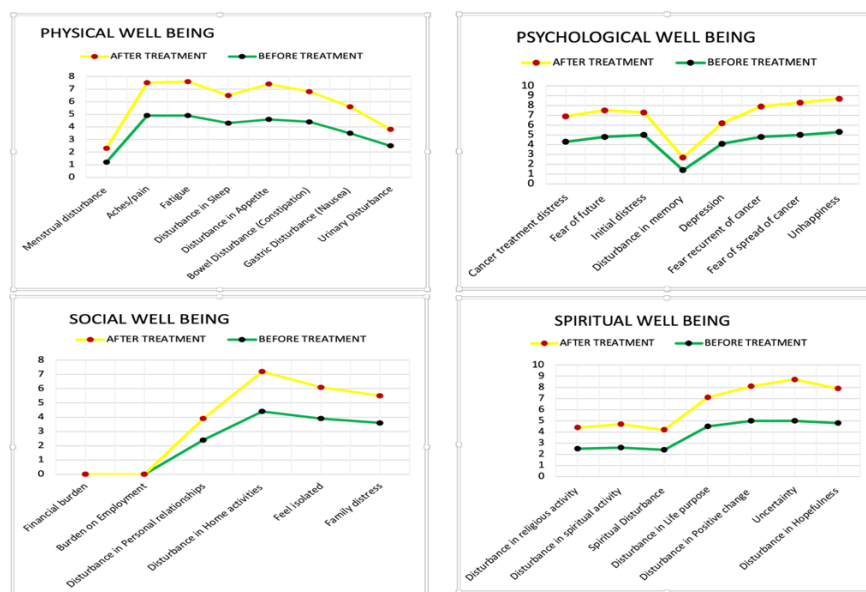 PHYSICAL WELL BEING
AFTER TREATMENT BEFORE TREATMENT
8
7
6
5
4
3
2
1
0
Menstrual disturbance
Aches/pain
Fatigue
Disturbance in Sleep
Disturbance in Appetite
Bowel Disturbance (Constipation)
Gastric Disturbance (Nausea)
Urinary Disturbance
PSYCHOLOGICAL WELL BEING
AFTER TREATMENT BEFORE TREATMENT
10
9
8
7
6
5
4
3
2
1
0
Cancer treatment distress
Fear of future
Initial distress
Disturbance in memory
Depression
Fear recurrent of cancer
Fear of spread of cancer
Unhappiness
SOCIAL WELL BEING
AFTER TREATMENT BEFORE TREATMENT
8
7
6
5
4
3
2
1
0
Financial burden
Burden on Employment
Disturbance in Personal relationships
Disturbance in Home activities
Feel isolated
Family distress
SPIRITUAL WELL BEING
AFTER TREATMENT BEFORE TREATMENT
10
9
8
7
6
5
4
3
2
1
0
Disturbance in religious activity
Disturbance in spiritual activity
Spiritual Disturbance
Disturbance in Life purpose
Disturbance in Positive change
Uncertainty
Disturbance in Hopefulness